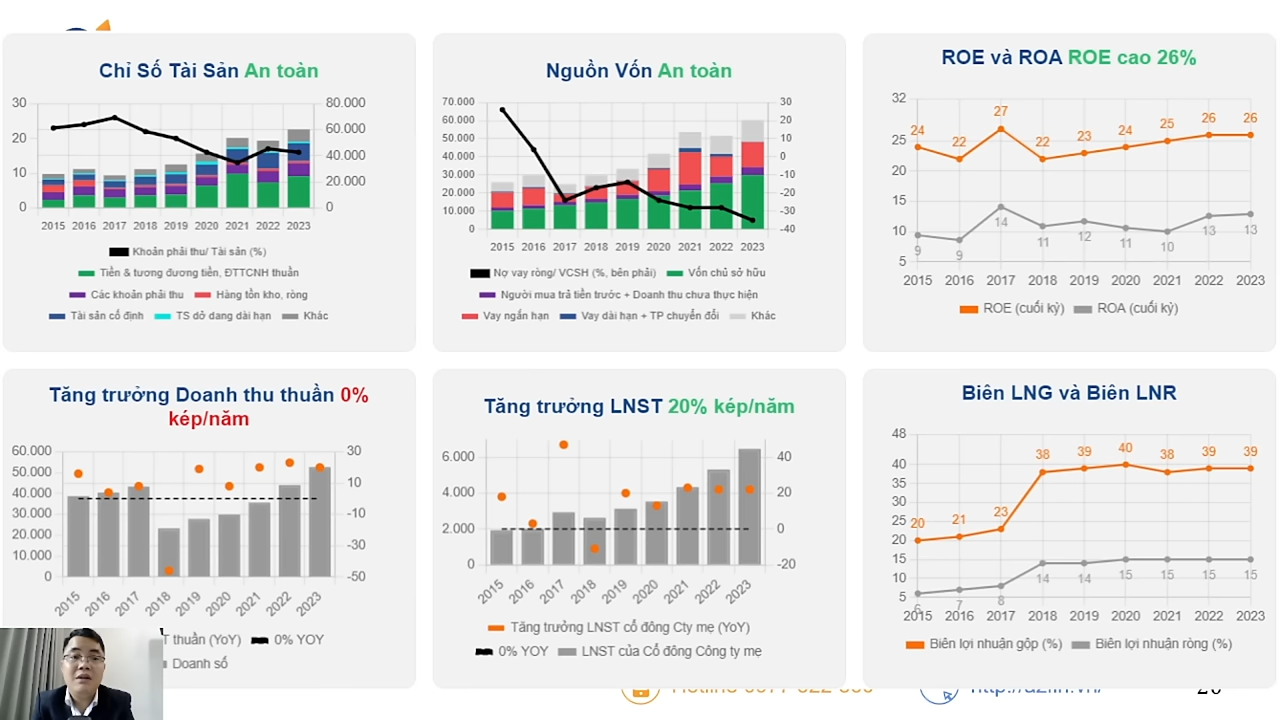 Chỉ Số Tài Sản An toàn
30
20
10
0
80.000
60.000
40.000
20.000
0
2015 2016 2017 2018 2019 2020 2021 2022 2023
Khoản phải thu/ Tài sản (%)
Tiền & tương đương tiền, ĐTTCNH thuần
Các khoản phải thu Hàng tồn kho, ròng
Tài sản cố định TS dở dang dài hạn Khác
Nguồn Vốn An toàn
70.000
60.000
50.000
40.000
30.000
20.000
10.000
0
30
20
10
0
-10
-20
-30
-40
2015 2016 2017 2018 2019 2020 2021 2022 2023
Nợ vay ròng/ VCSH (%, bên phải) Vốn chủ sở hữu
Người mua trả tiền trước + Doanh thu chưa thực hiện
Vay ngắn hạn Vay dài hạn + TP chuyển đổi Khác
ROE và ROA ROE cao 26%
32
25
20
15
10
5
24 22 27 22 23 24 25 26 26
9 9 14 11 12 11 10 13 13
2015 2016 2017 2018 2019 2020 2021 2022 2023
ROE (cuối kỳ) ROA (cuối kỳ)
Tăng trưởng Doanh thu thuần 0%
kép/năm
60.000
50.000
40.000
30.000
20.000
10.000
0
30
10
-10
-30
-50
2015 2016 2017 2018 2019 2020 2021 2022 2023
T thuần (YoY) 0% YOY
Doanh số
Tăng trưởng LNST 20% kép/năm
6.000
4.000
2.000
0
40
20
0
-20
2015 2016 2017 2018 2019 2020 2021 2022 2023
Tăng trưởng LNST cổ đông Cty mẹ (YoY)
0% YOY LNST của Cổ đông Công ty mẹ
Biên LNG và Biên LNR
48
40
35
30
25
20
15
10
5
20 21 23 38 39 40 38 39 39
6 7 8 14 14 15 15 15 15
2015 2016 2017 2018 2019 2020 2021 2022 2023
Biên lợi nhuận gộp (%) Biên lợi nhuận ròng (%)